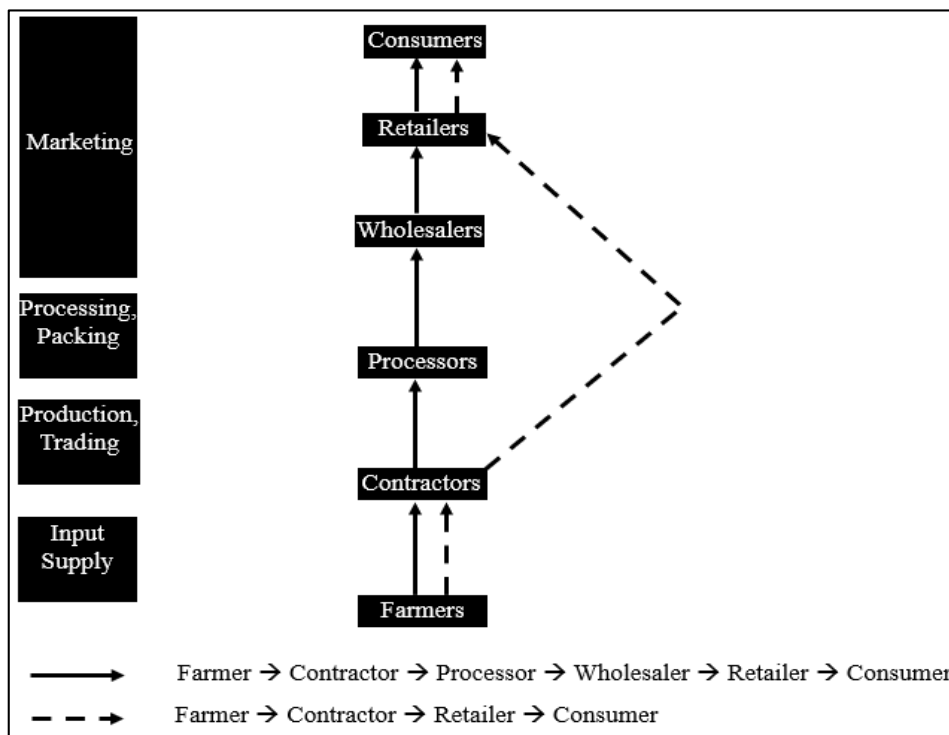 Consumers
Retailers
Marketing
Wholesalers
Processing,
Packing
Processors
Production,
Trading
Contractors
Input
Supply
Farmers
Farmer → Contractor → Processor → Wholesaler → Retailer → Consumer
Farmer → Contractor → Retailer → Consumer